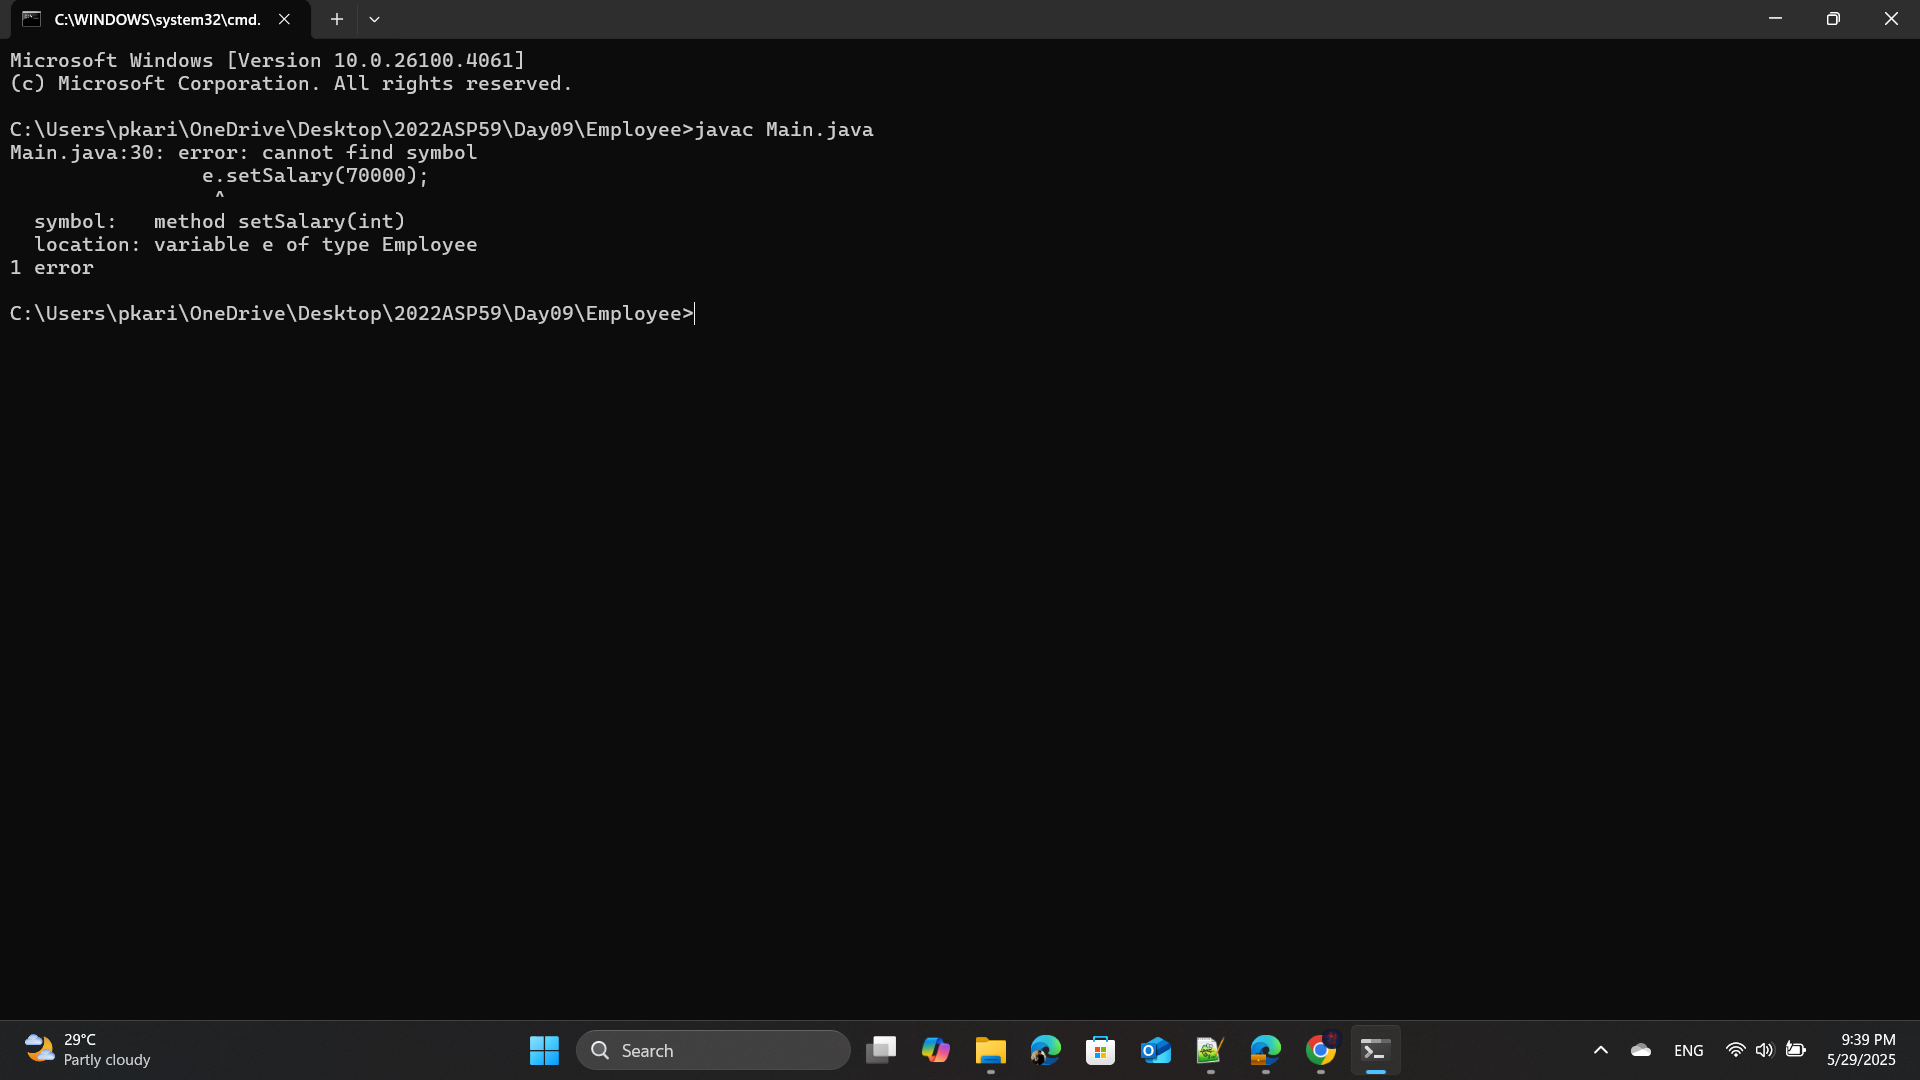 C:\WINDOWS\system32\cmd.
Microsoft Windows [Version 10.0.26100.4061]
(c) Microsoft Corporation. All rights reserved.
C:\Users\pkari\OneDrive\Desktop\2022ASP59\Day09\Employee>javac Main.java
Main.java:30: error: cannot find symbol
                e.setSalary(70000);
                 ^
  symbol:   method setSalary(int)
  location: variable e of type Employee
1 error
C:\Users\pkari\OneDrive\Desktop\2022ASP59\Day09\Employee>
29°C
Partly cloudy
Search
ENG
9:39 PM
5/29/2025